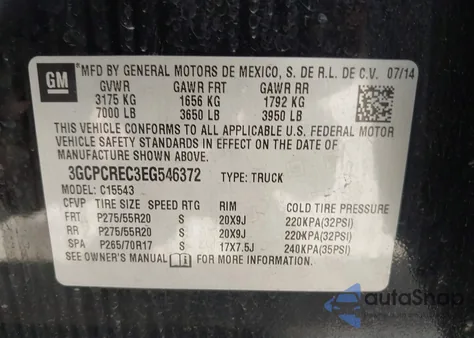 GM MFD BY GENERAL MOTORS DE MEXICO, S. DE R.L. DE C.V. 07/14
GVWR GAWR FRT GAWR RR
3175 KG 1656 KG 1792 KG
7000 LB 3650 LB 3950 LB
THIS VEHICLE CONFORMS TO ALL APPLICABLE U.S. FEDERAL MOTOR
VEHICLE SAFETY STANDARDS IN EFFECT ON THE DATE OF
MANUFACTURE SHOWN ABOVE.
3GCPCREC3EG546372 TYPE: TRUCK
MODEL: C15543
CFVP TIRE SIZE SPEED RTG RIM COLD TIRE PRESSURE
FRT P275/55R20 S 20X9J 220KPA(32PSI)
RR P275/55R20 S 20X9J 220KPA(32PSI)
SPA P265/70R17 S 17X7.5J 240KPA(35PSI)
SEE OWNER'S MANUAL FOR MORE INFORMATION.
autoShop